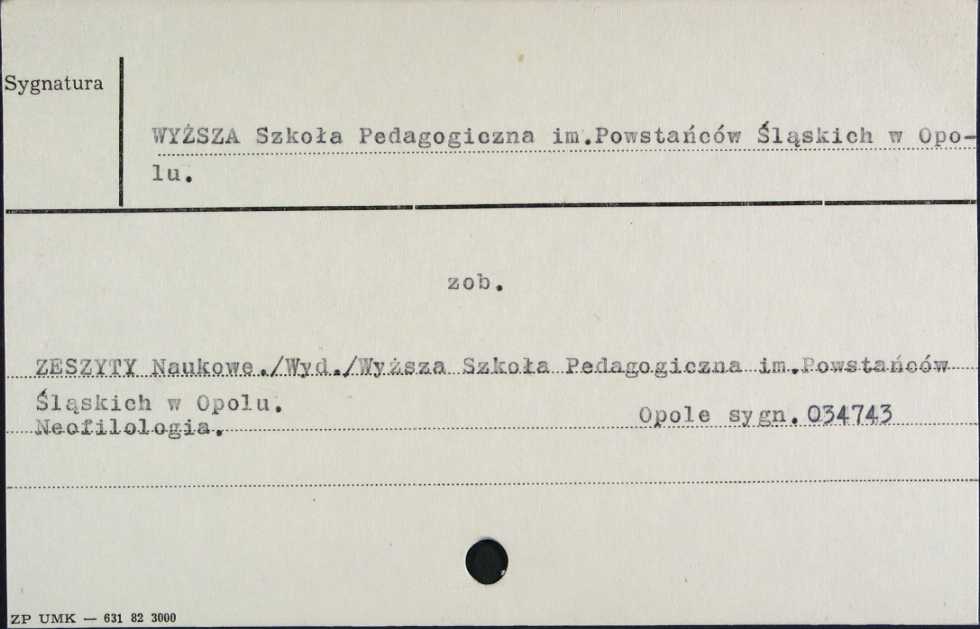 Sygnatura
WYŻSZA Szkoła Pedagogiczna im.Powstańców Śląskich w Opo-
lu.
zob.
ZESZYTY Naukowe./Wyd./Wyższa Szkoła Pedagogiczna im.Powstańców
Śląskich w Opolu.
Neofilologia. Opole sygn. 034743
ZP UMK — 631 82 3000